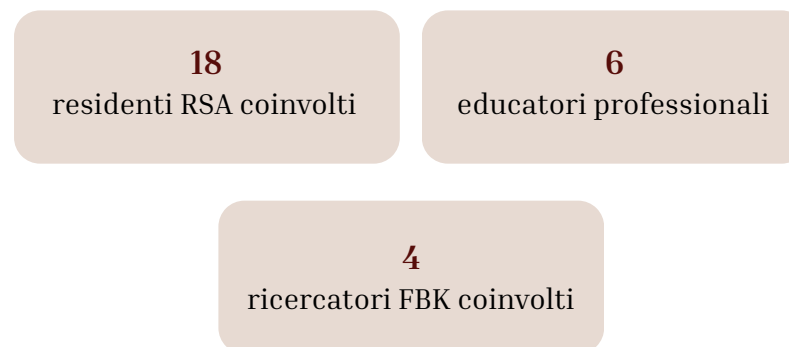 18
residenti RSA coinvolti
6
educatori professionali
4
ricercatori FBK coinvolti